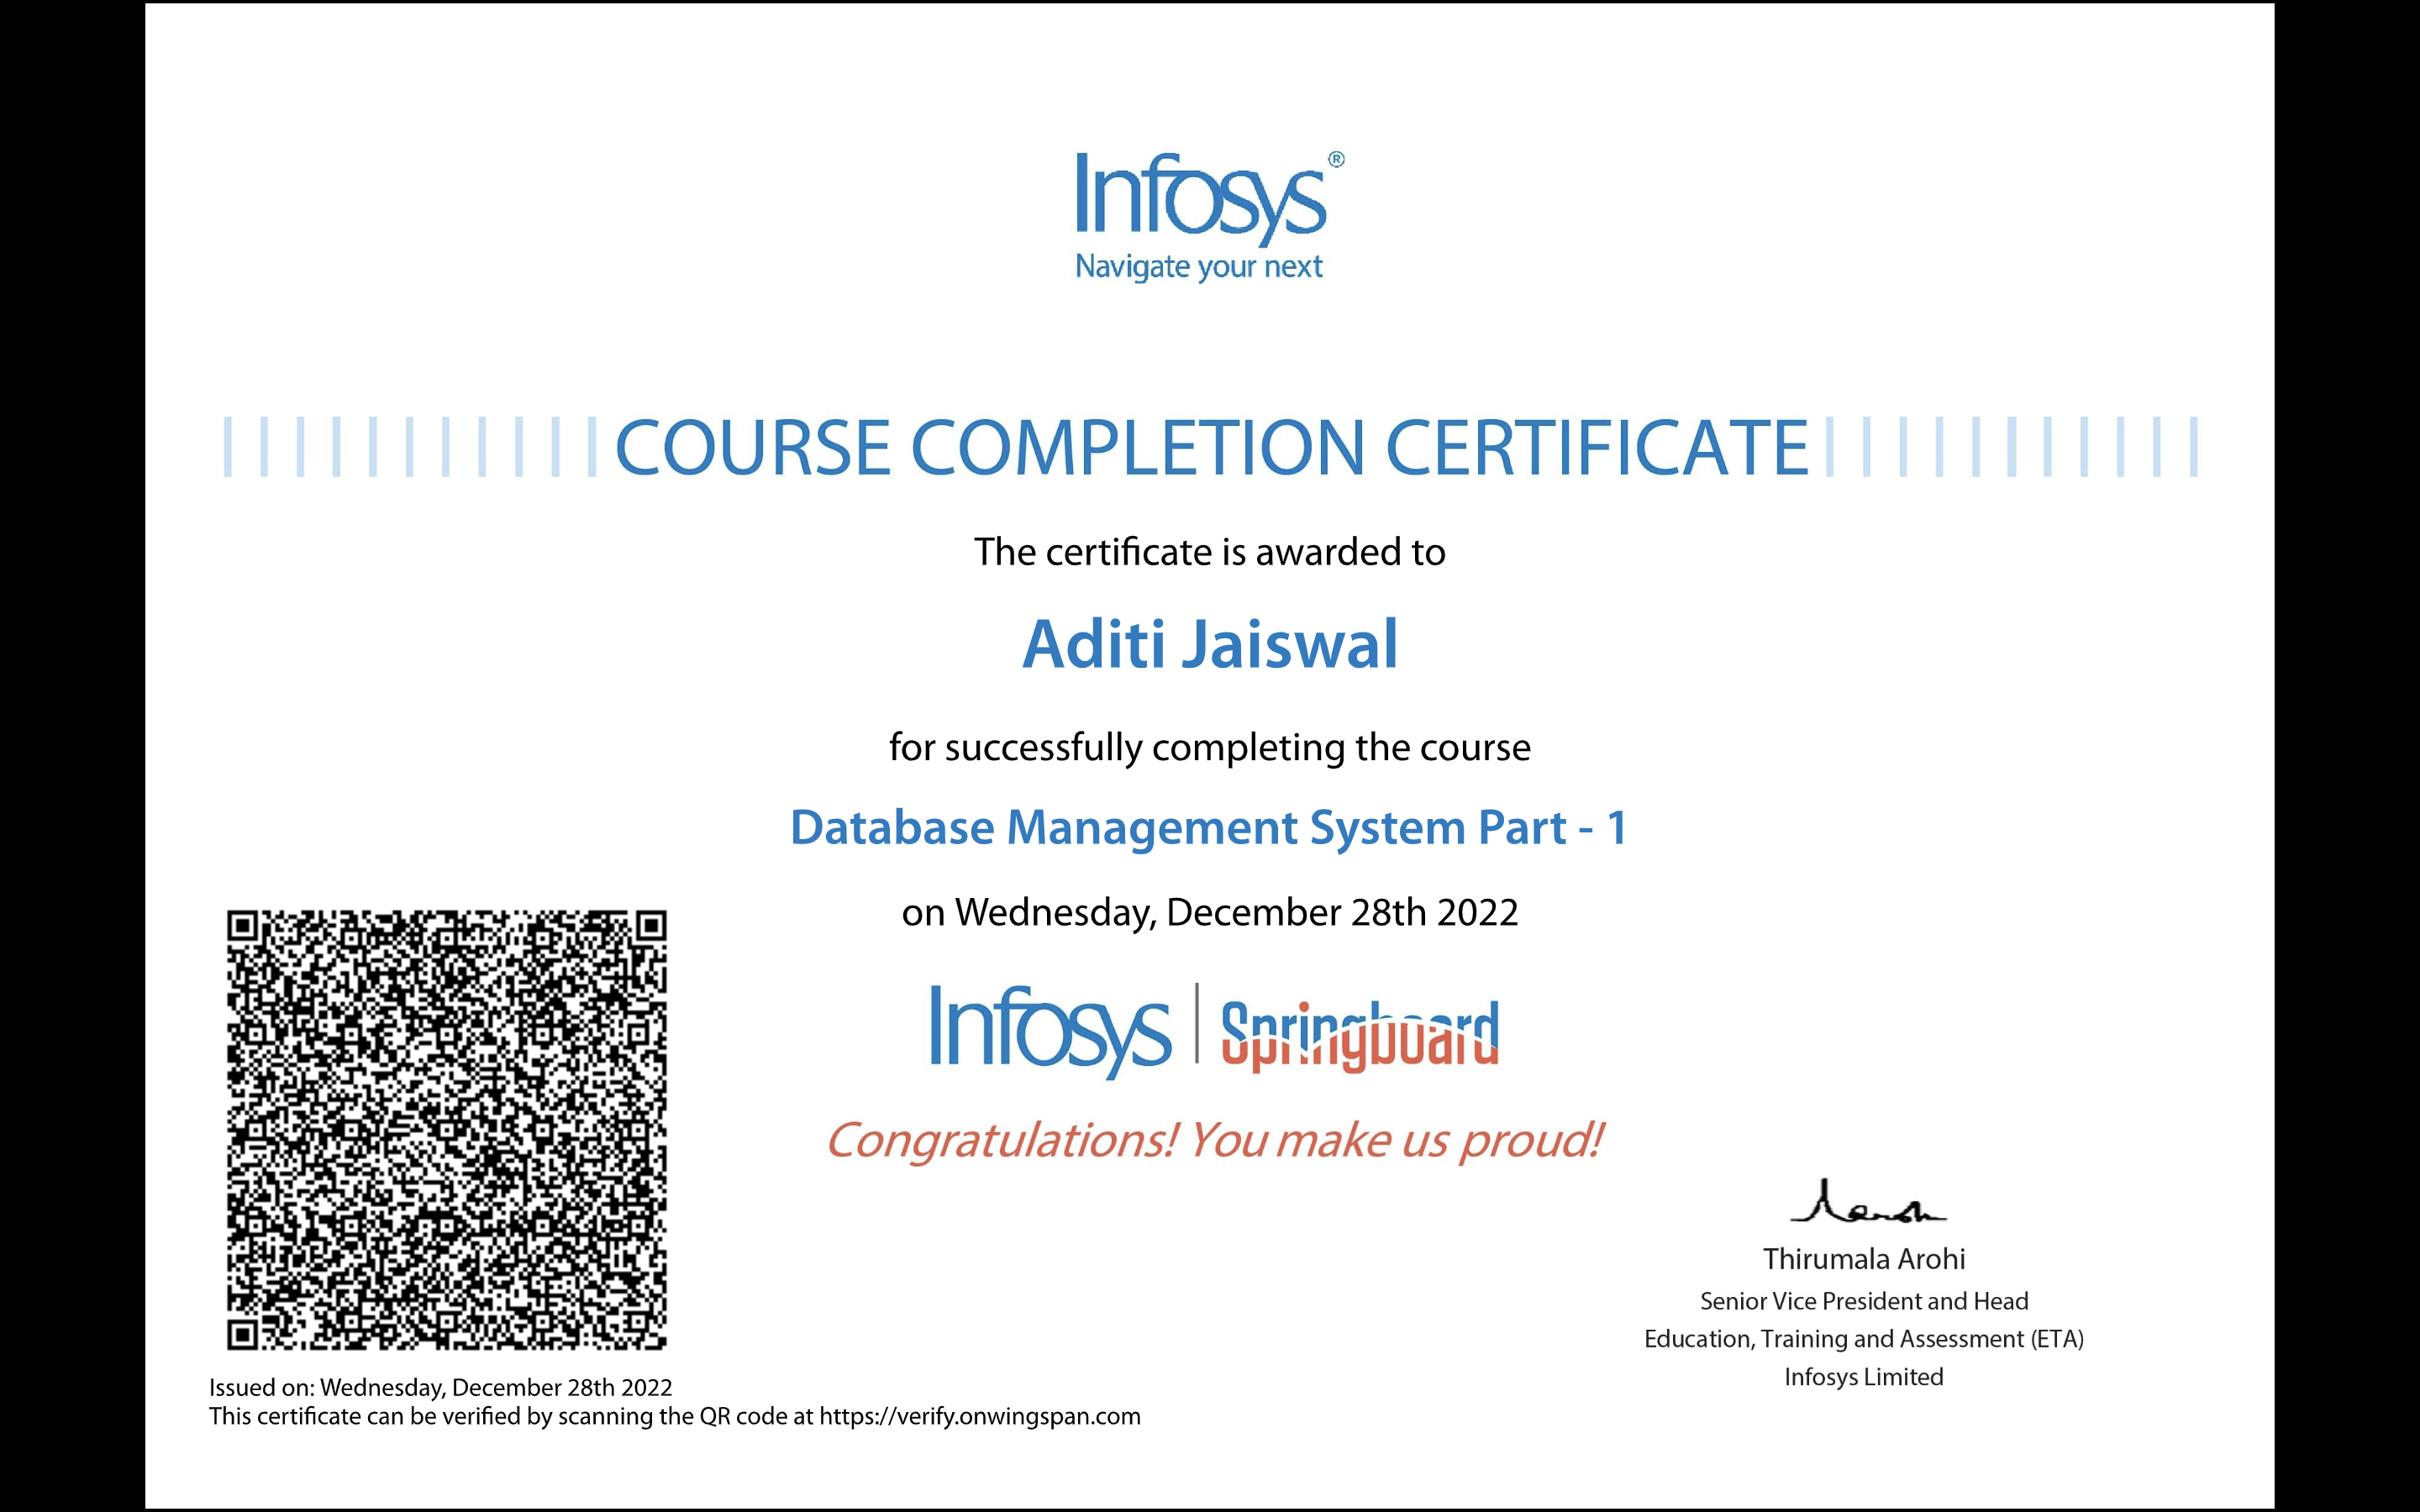 Infosys®
Navigate your next
COURSE COMPLETION CERTIFICATE
The certificate is awarded to
Aditi Jaiswal
for successfully completing the course
Database Management System Part - 1
on Wednesday, December 28th 2022
Infosys | Springboard
Congratulations! You make us proud!
Thirumala Arohi
Senior Vice President and Head
Education, Training and Assessment (ETA)
Infosys Limited
Issued on: Wednesday, December 28th 2022
This certificate can be verified by scanning the QR code at https://verify.onwingspan.com